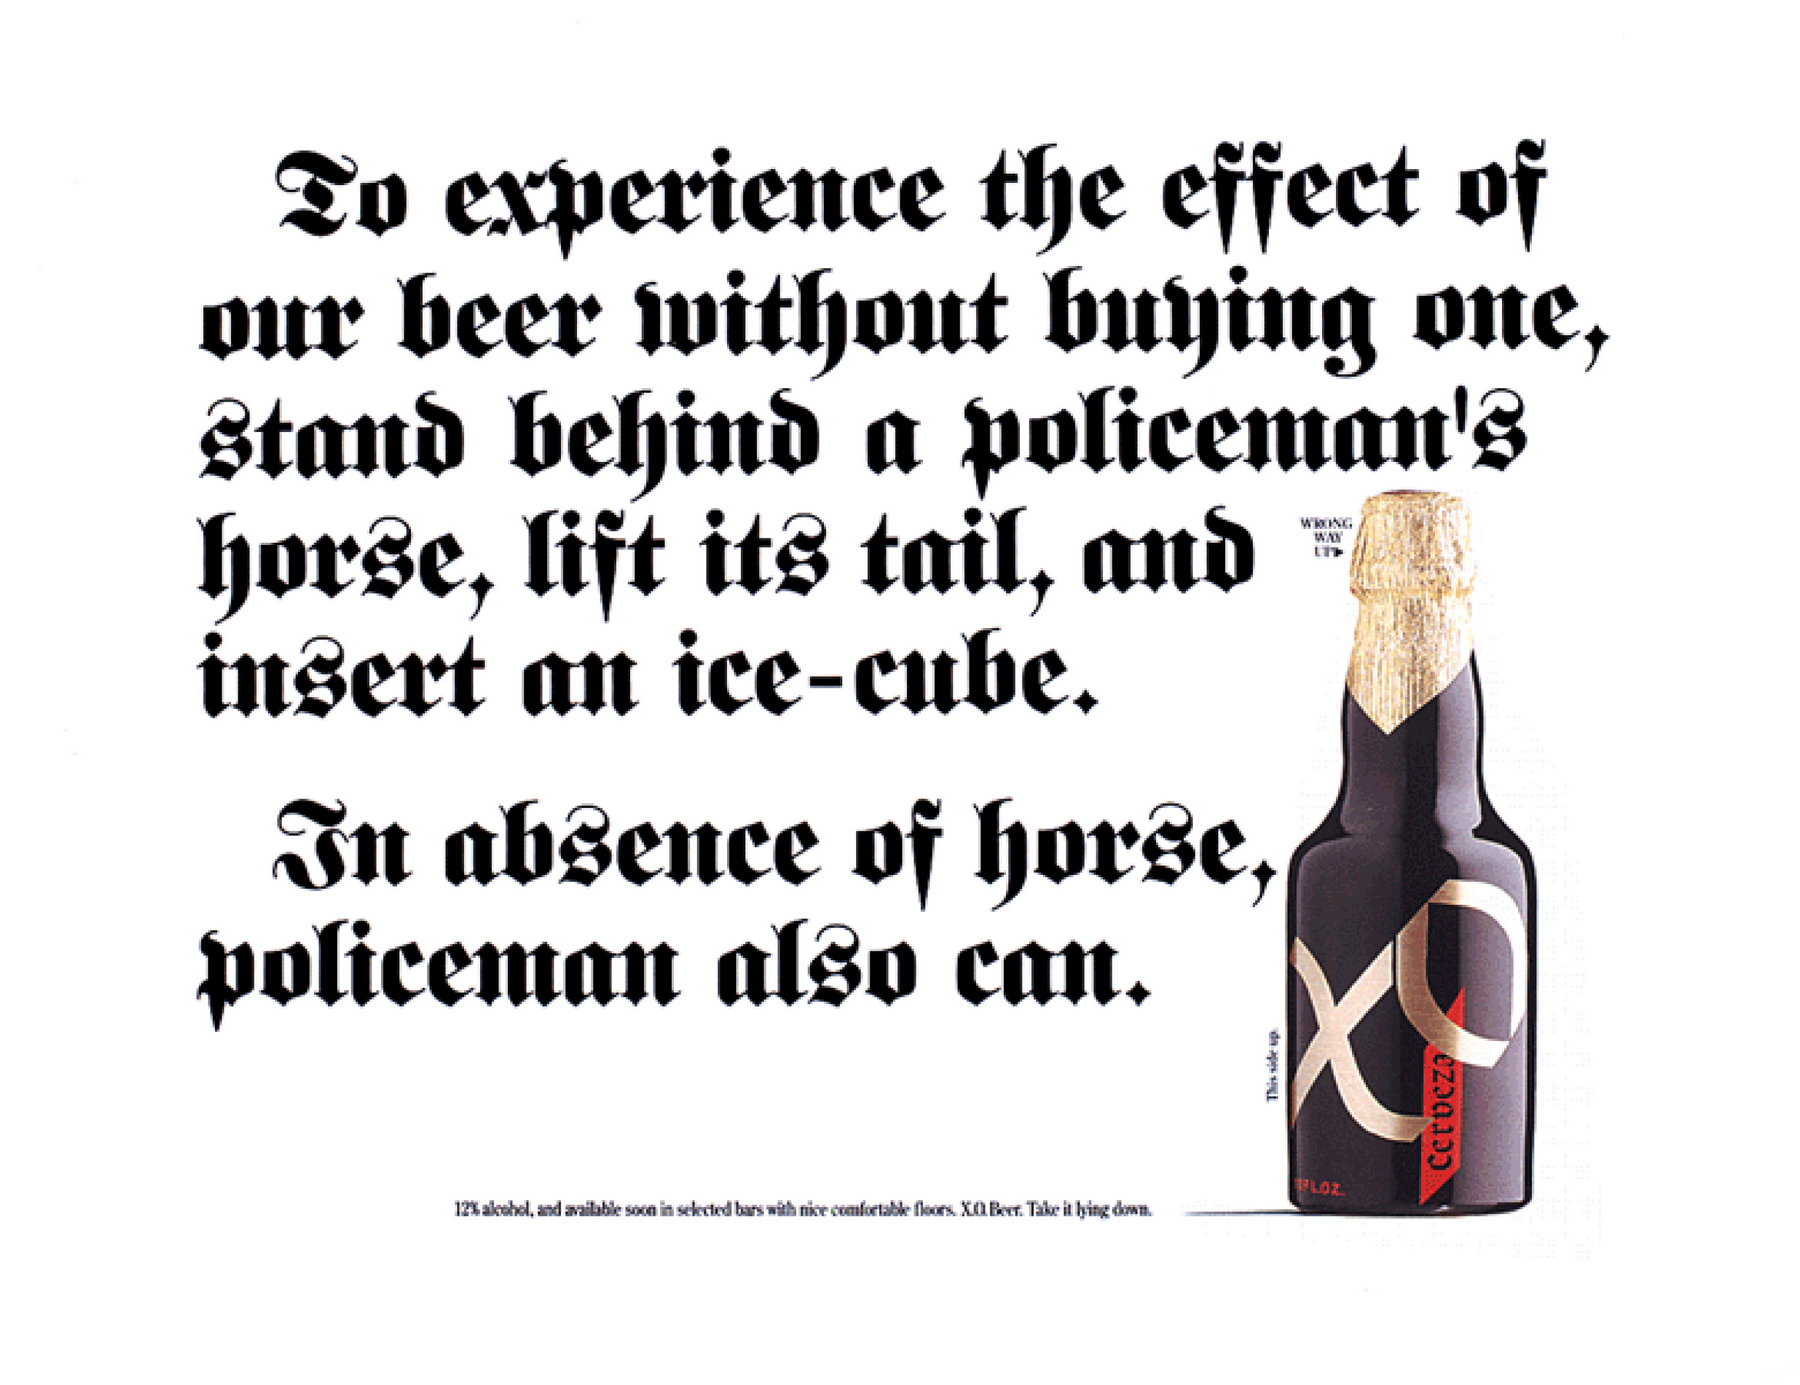 To experience the effect of
our beer without buying one,
stand behind a policeman's
horse, lift its tail, and
insert an ice-cube.
In absence of horse,
policeman also can.
WRONG
WAY
UP
XO
Cerveza
This side up.
FL.OZ.
12% alcohol, and available soon in selected bars with nice comfortable floors. X.O. Beer. Take it lying down.